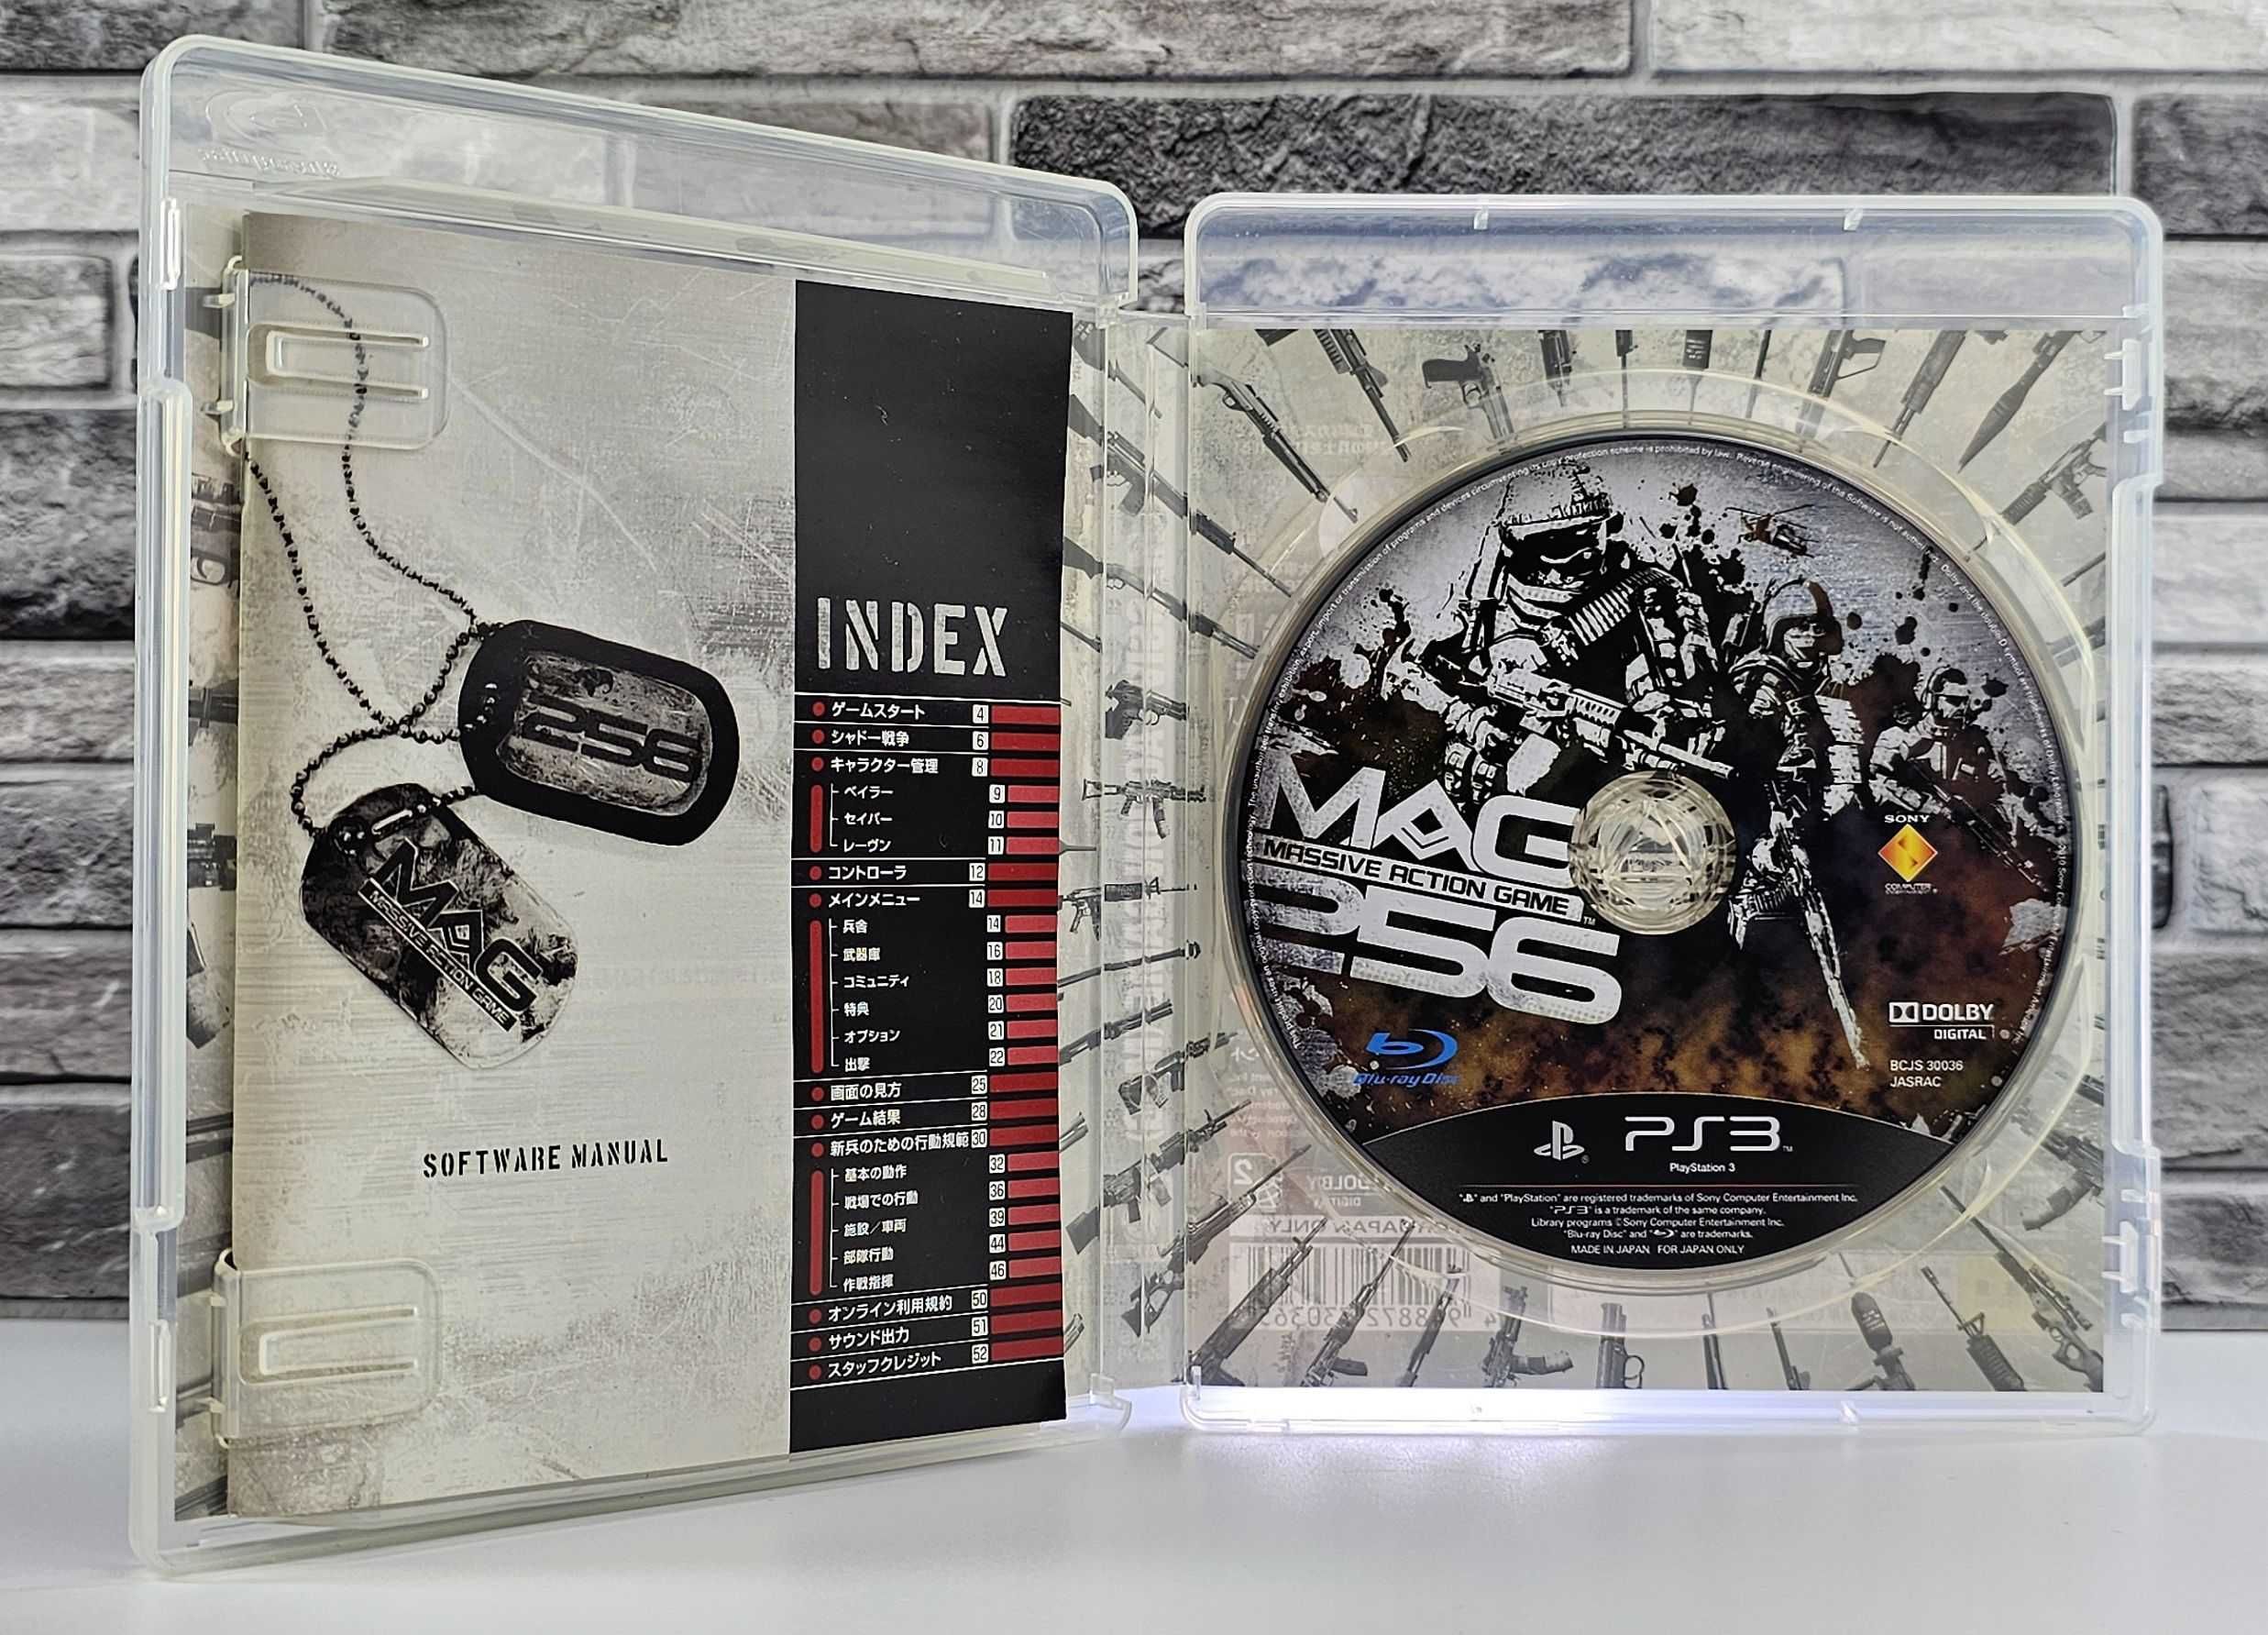 256
MAG
MASSIVE ACTION GAME
SOFTWARE MANUAL
INDEX
ゲームスタート 4
シャドー戦争 6
キャラクター管理 8
ベイラー 9
セイバー 10
レーヴン 11
コントローラ 12
メインメニュー 14
兵舎 14
武器庫 16
コミュニティ 18
特典 20
オプション 21
出撃 22
画面の見方 25
ゲーム結果 28
新兵のための行動規範 30
基本の動作 32
戦場での行動 36
施設/車両 39
部隊行動 44
作戦指揮 46
オンライン利用規約 50
サウンド出力 51
スタッフクレジット 52
MAG
MASSIVE ACTION GAME™
256
SONY
COMPUTER
Blu-ray Disc
DOLBY
DIGITAL
BCJS 30036
JASRAC
PS3™
PlayStation 3
"PS" and "PlayStation" are registered trademarks of Sony Computer Entertainment Inc.
"PS3" is a trademark of the same company.
Library programs ©Sony Computer Entertainment Inc.
"Blu-ray Disc" and "BD" are trademarks.
MADE IN JAPAN FOR JAPAN ONLY